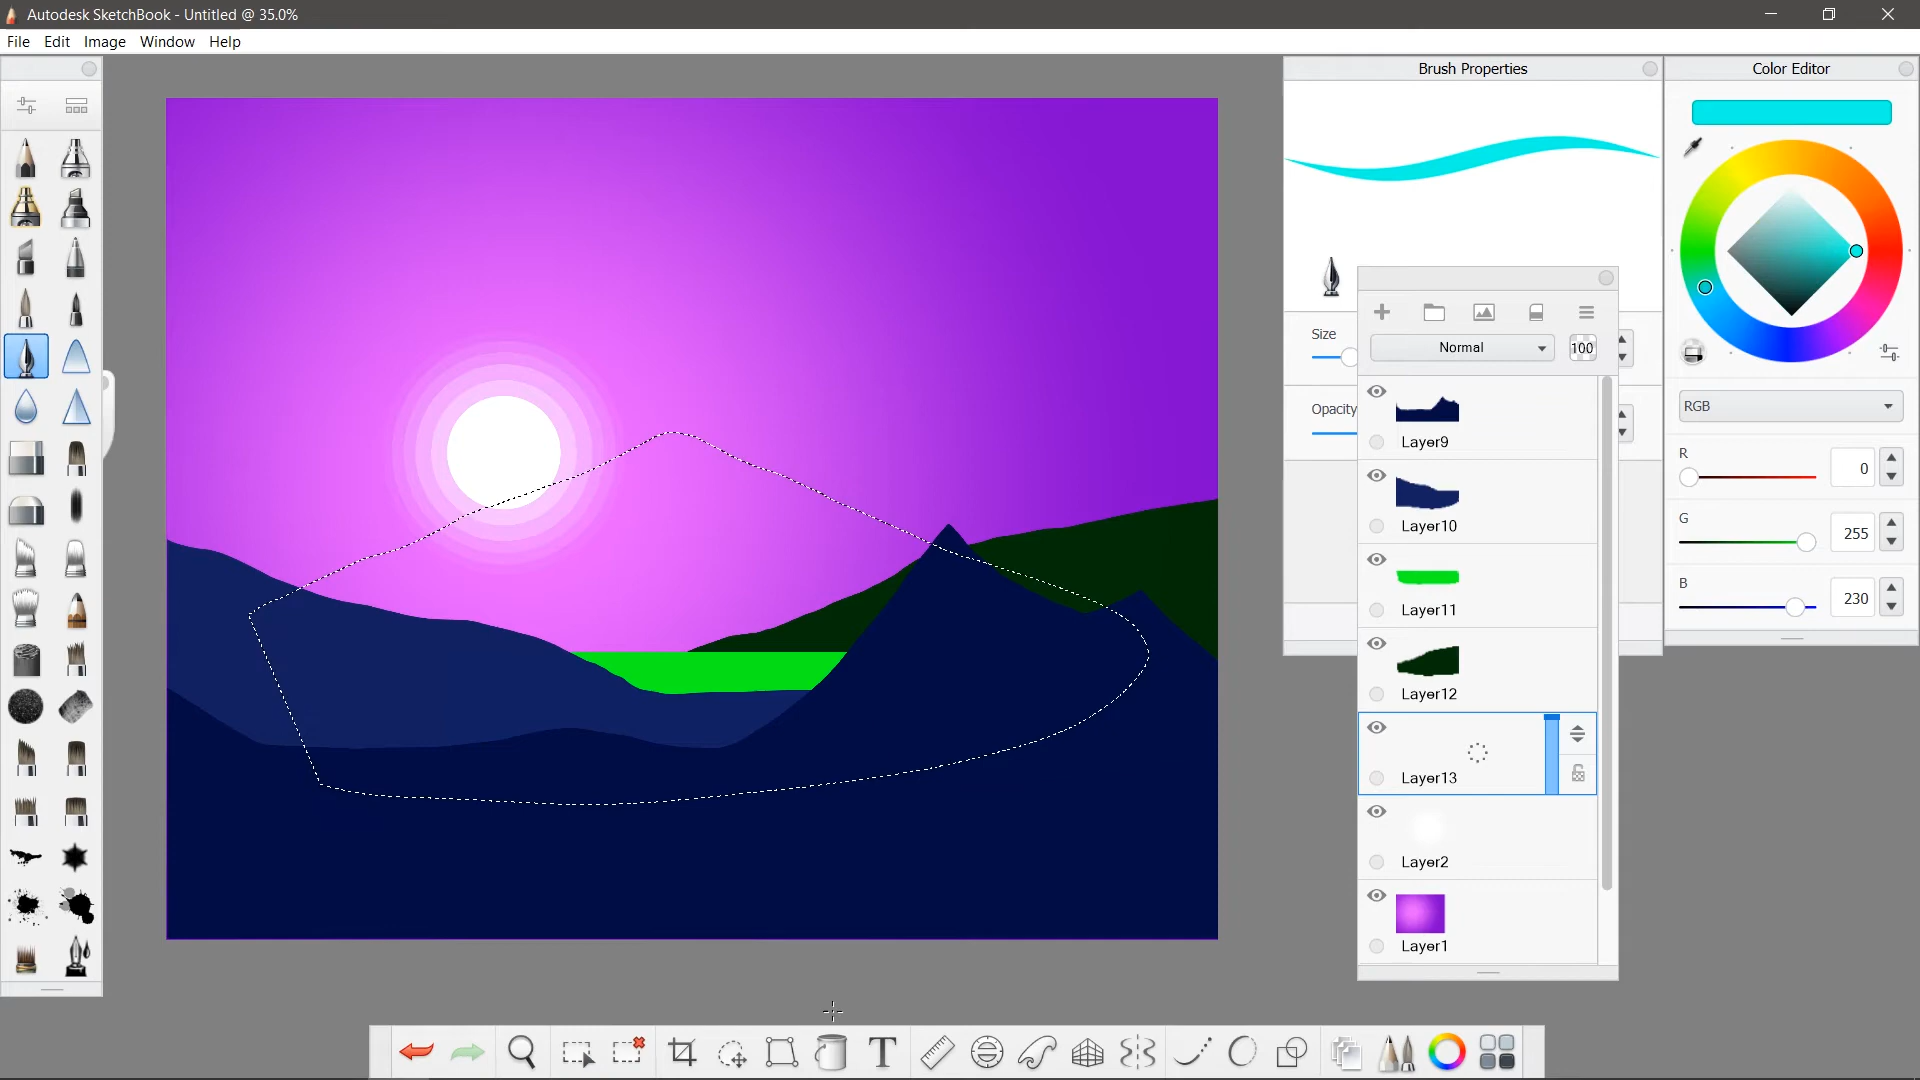 Autodesk SketchBook - Untitled @ 35.0%
File Edit Image Window Help
Brush Properties
Color Editor
Size
Opacity
Normal
100
Layer9
Layer10
Layer11
Layer12
Layer13
Layer2
Layer1
RGB
R
0
G
255
B
230
T